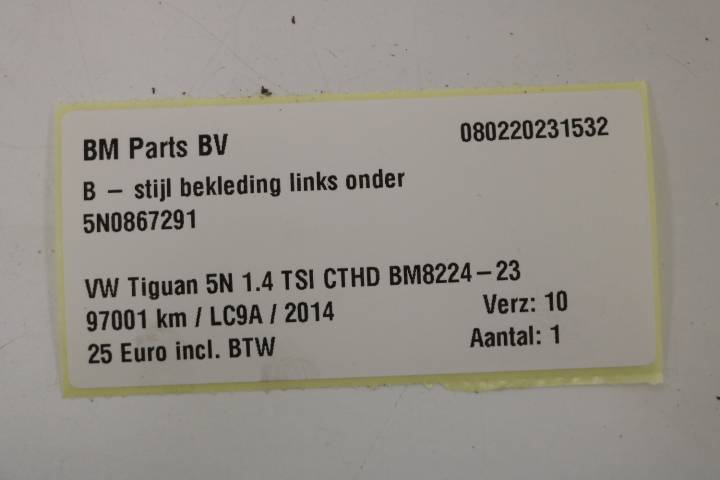 BM Parts BV 080220231532
B – stijl bekleding links onder
5N0867291
VW Tiguan 5N 1.4 TSI CTHD BM8224–23
97001 km / LC9A / 2014 Verz: 10
25 Euro incl. BTW Aantal: 1